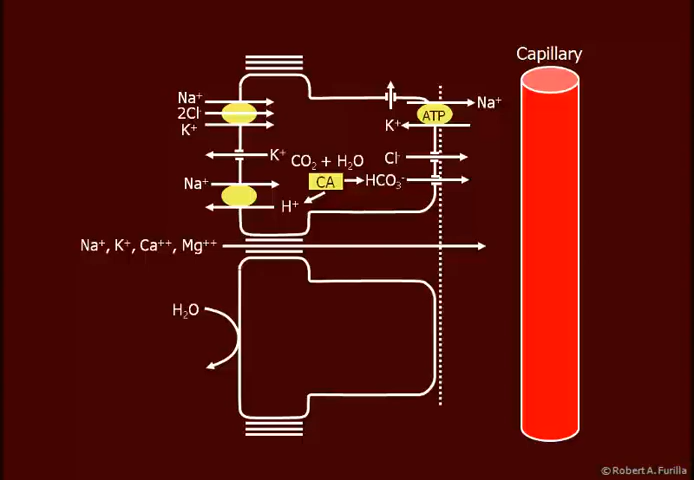 Capillary
Na⁺
2Cl⁻
K⁺
Na⁺
ATP
K⁺
K⁺
CO₂ + H₂O
Cl⁻
Na⁺
CA
HCO₃⁻
H⁺
Na⁺, K⁺, Ca⁺⁺, Mg⁺⁺
H₂O
© Robert A. Furilla